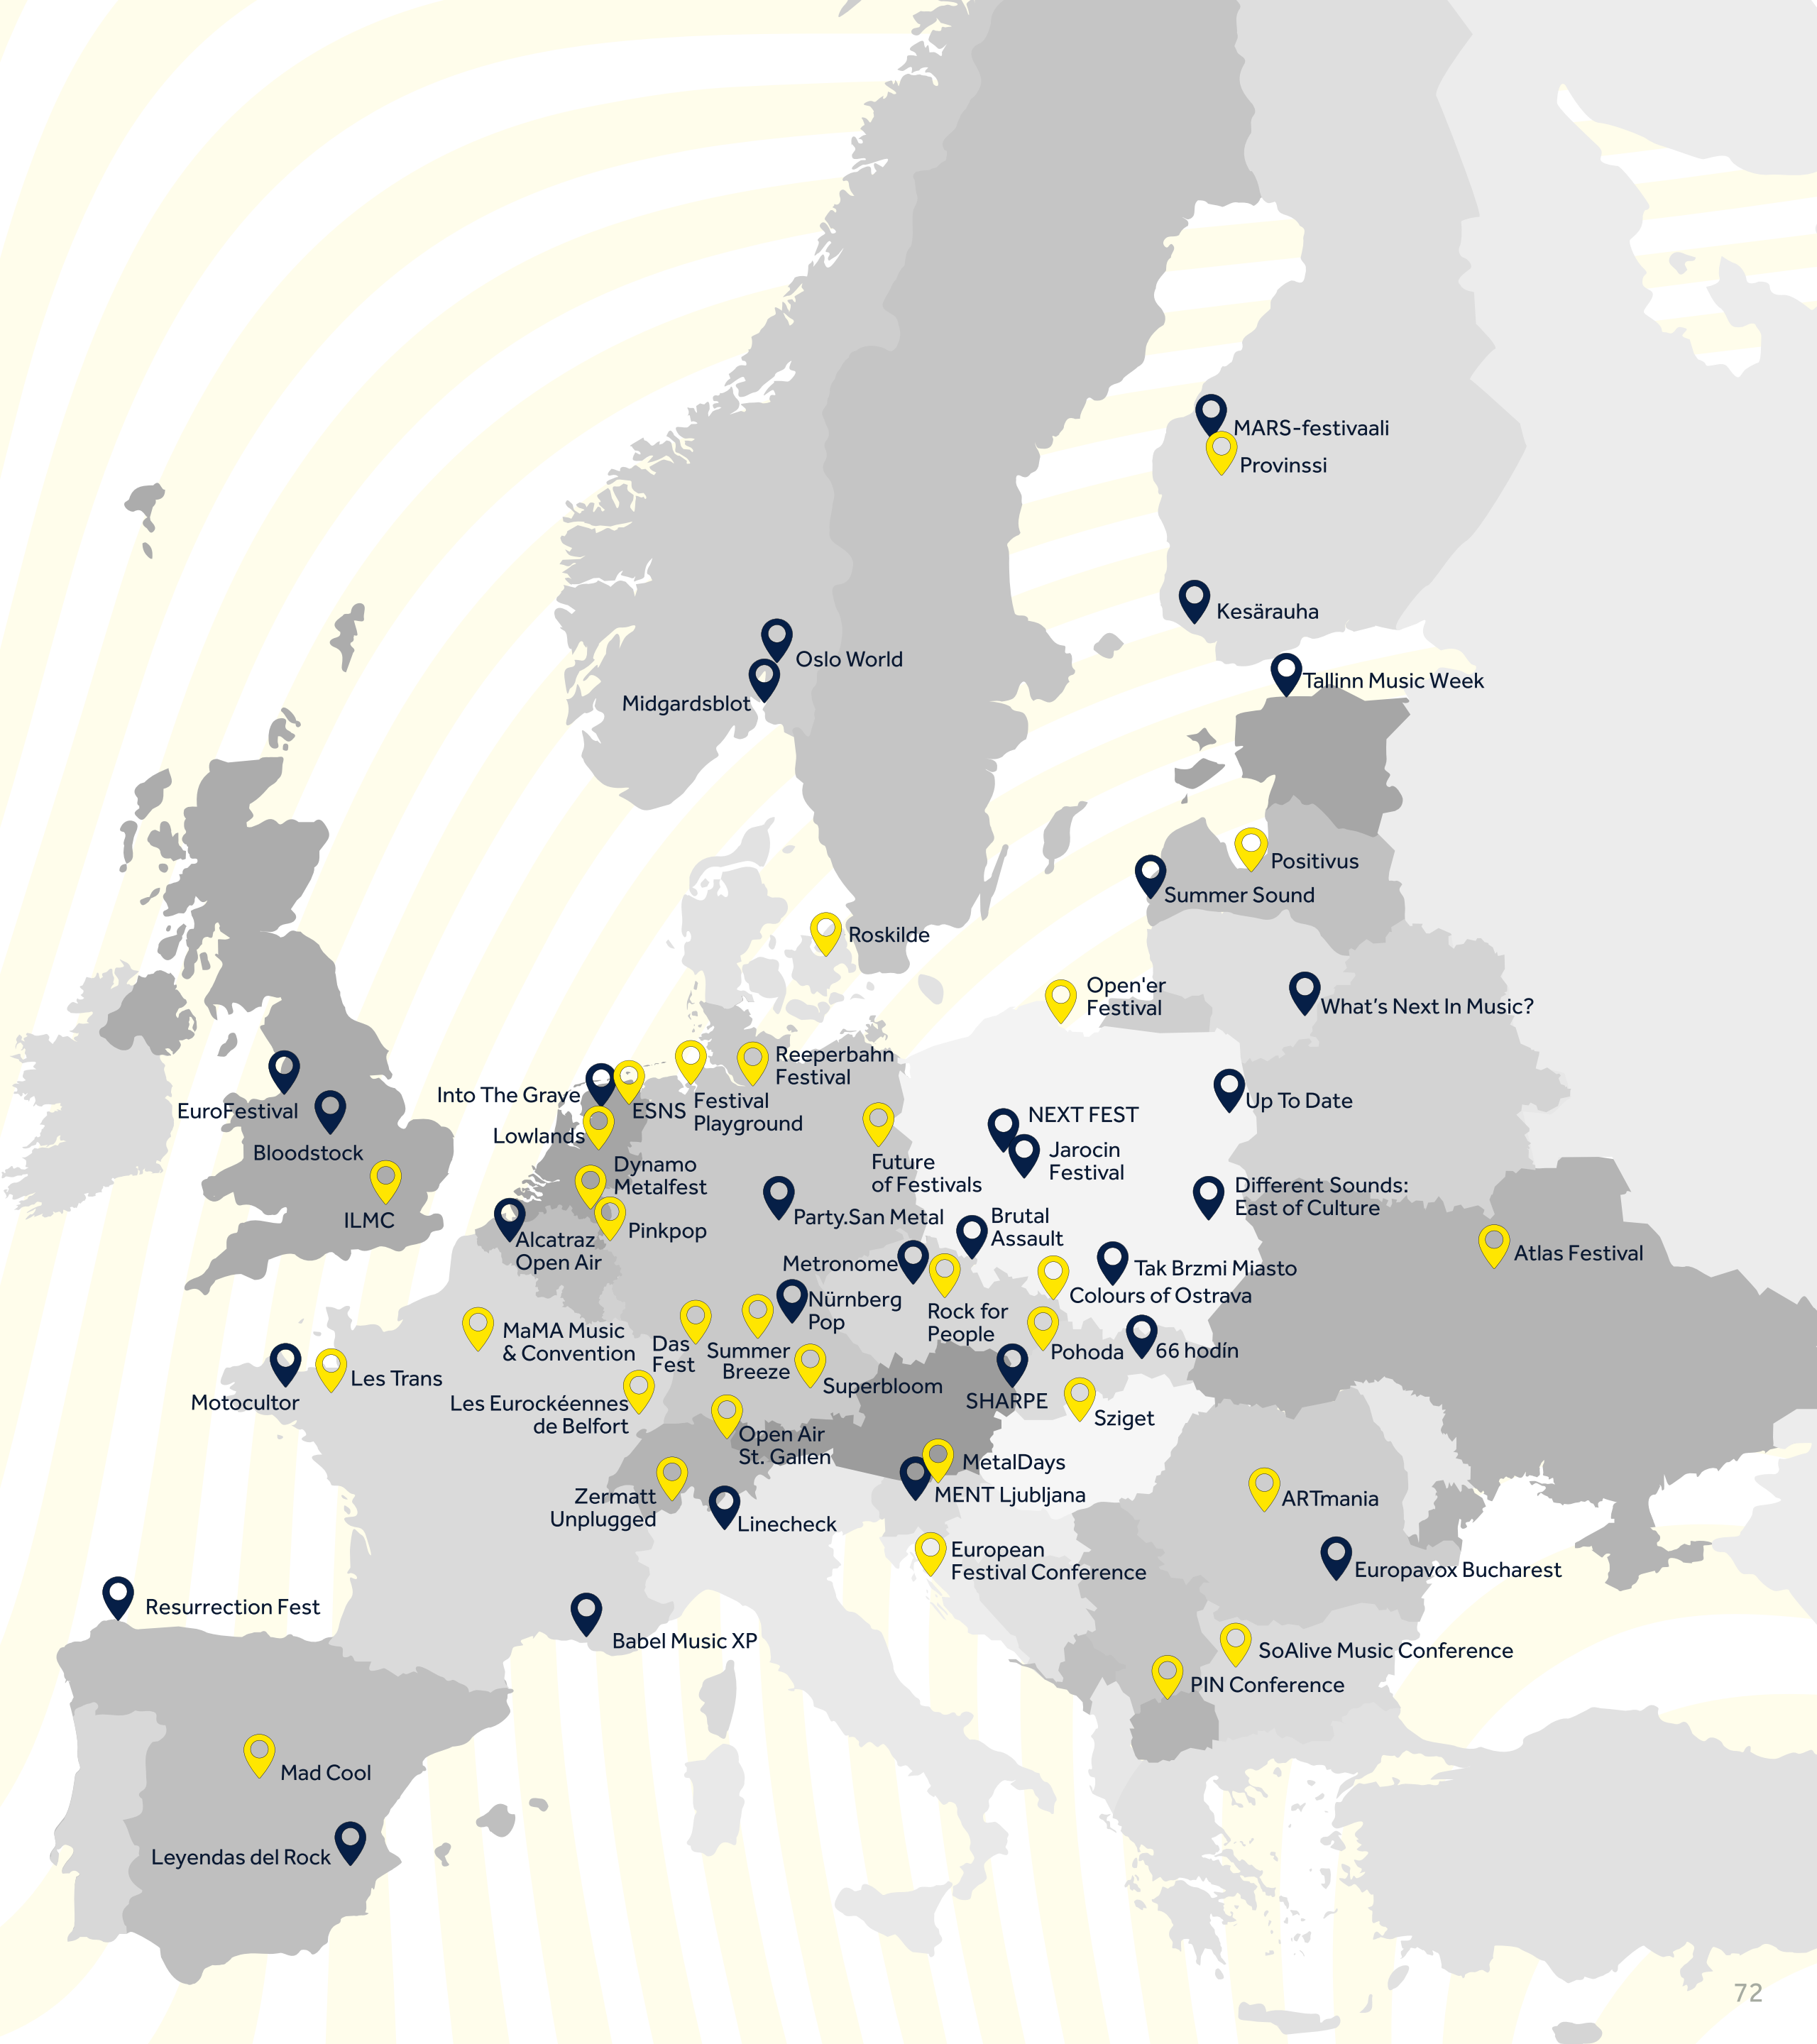 MARS-festivaali
Provinssi
Kesärauha
Oslo World
Tallinn Music Week
Midgardsblot
Positivus
Summer Sound
Roskilde
Open'er
Festival
What's Next In Music?
Reeperbahn
Festival
Into The Grave
EuroFestival
ESNS
Festival
Playground
Up To Date
NEXT FEST
Lowlands
Bloodstock
Jarocin
Festival
Future
of Festivals
Dynamo
Metalfest
Different Sounds:
East of Culture
ILMC
Party.San Metal
Brutal
Assault
Pinkpop
Alcatraz
Open Air
Atlas Festival
Metronome
Tak Brzmi Miasto
Colours of Ostrava
Nürnberg
Pop
Rock for
People
MaMA Music
& Convention
Das
Fest
Summer
Breeze
Pohoda
66 hodín
Les Trans
Superbloom
Motocultor
Les Eurockéennes
de Belfort
SHARPE
Sziget
Open Air
St. Gallen
MetalDays
MENT Ljubljana
Zermatt
Unplugged
ARTmania
Linecheck
European
Festival Conference
Europavox Bucharest
Resurrection Fest
Babel Music XP
SoAlive Music Conference
PIN Conference
Mad Cool
Leyendas del Rock
72